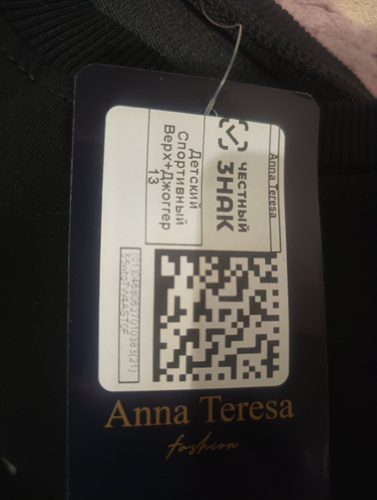 Anna Teresa
ЧЕСТНЫЙ
ЗНАК
Детский
Спортивный
Верх+Джоггер
13
Anna Teresa
fashion